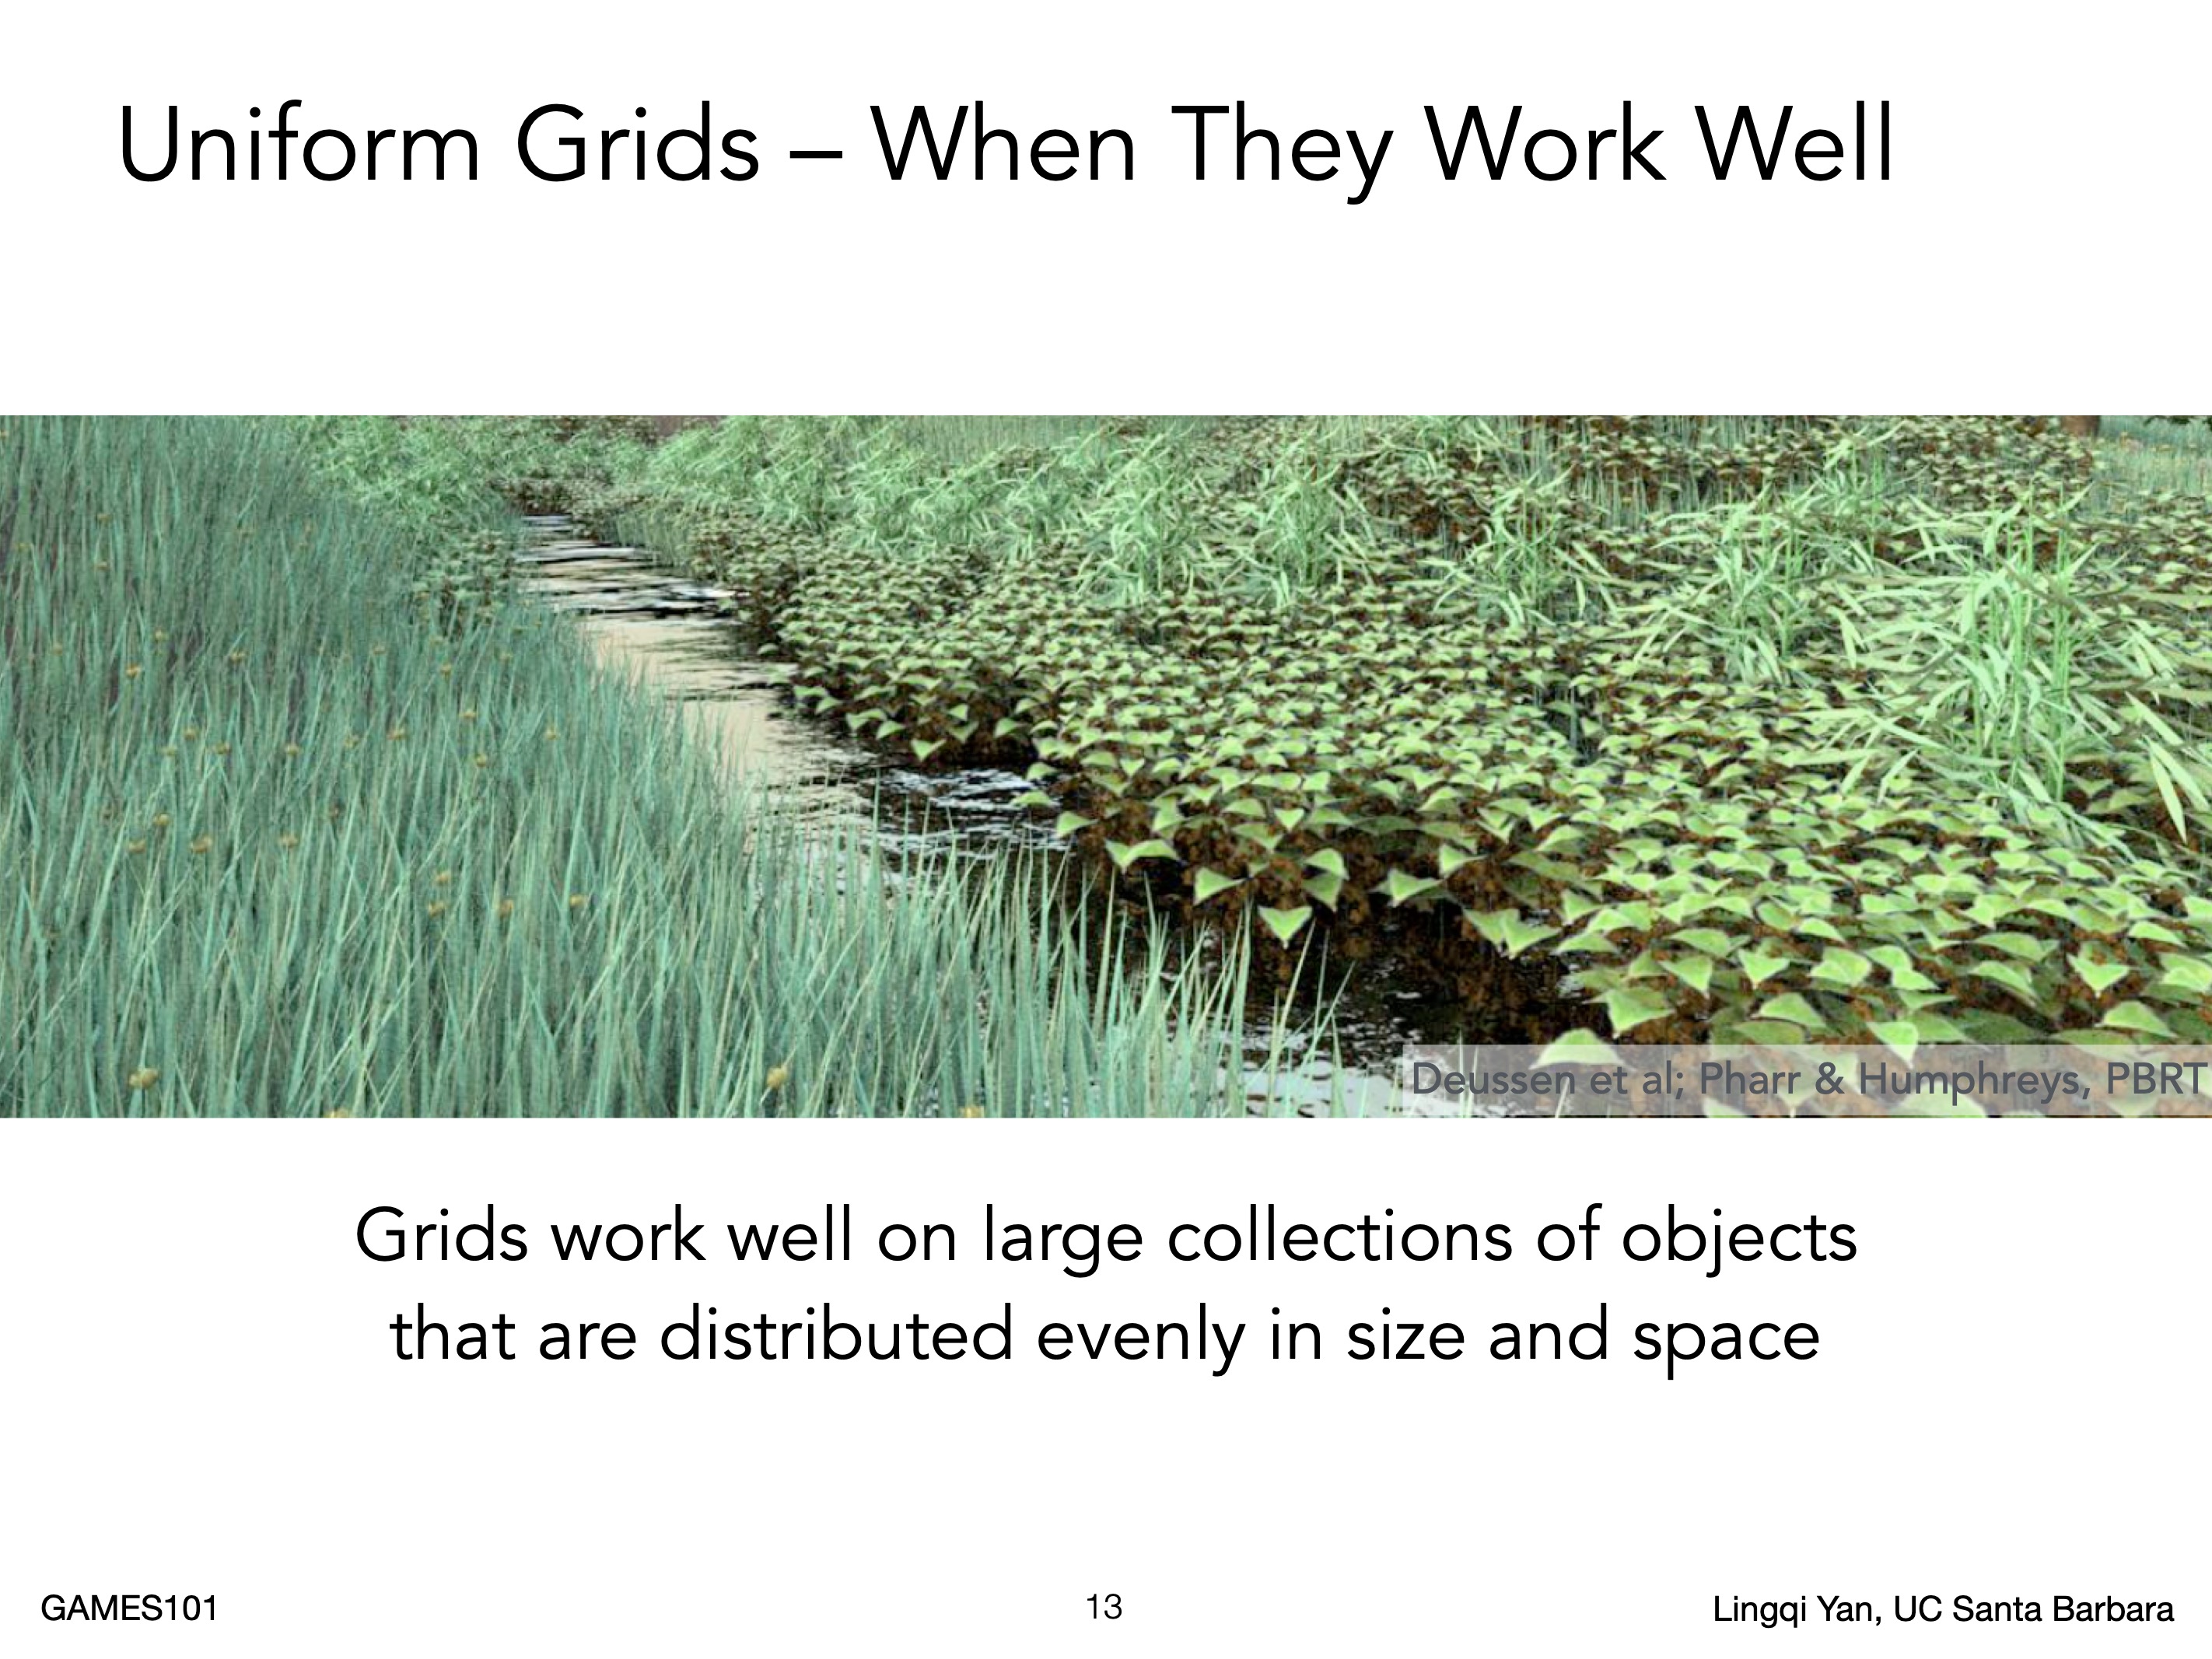 Uniform Grids – When They Work Well
Deussen et al; Pharr & Humphreys, PBRT
Grids work well on large collections of objects
that are distributed evenly in size and space
GAMES101
13
Lingqi Yan, UC Santa Barbara